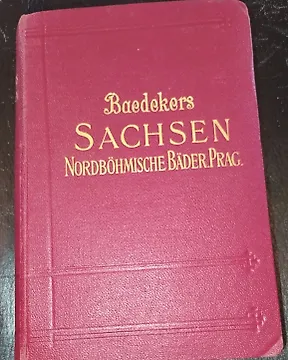 Baedekers
SACHSEN
NORDBÖHMISCHE BÄDER. PRAG.